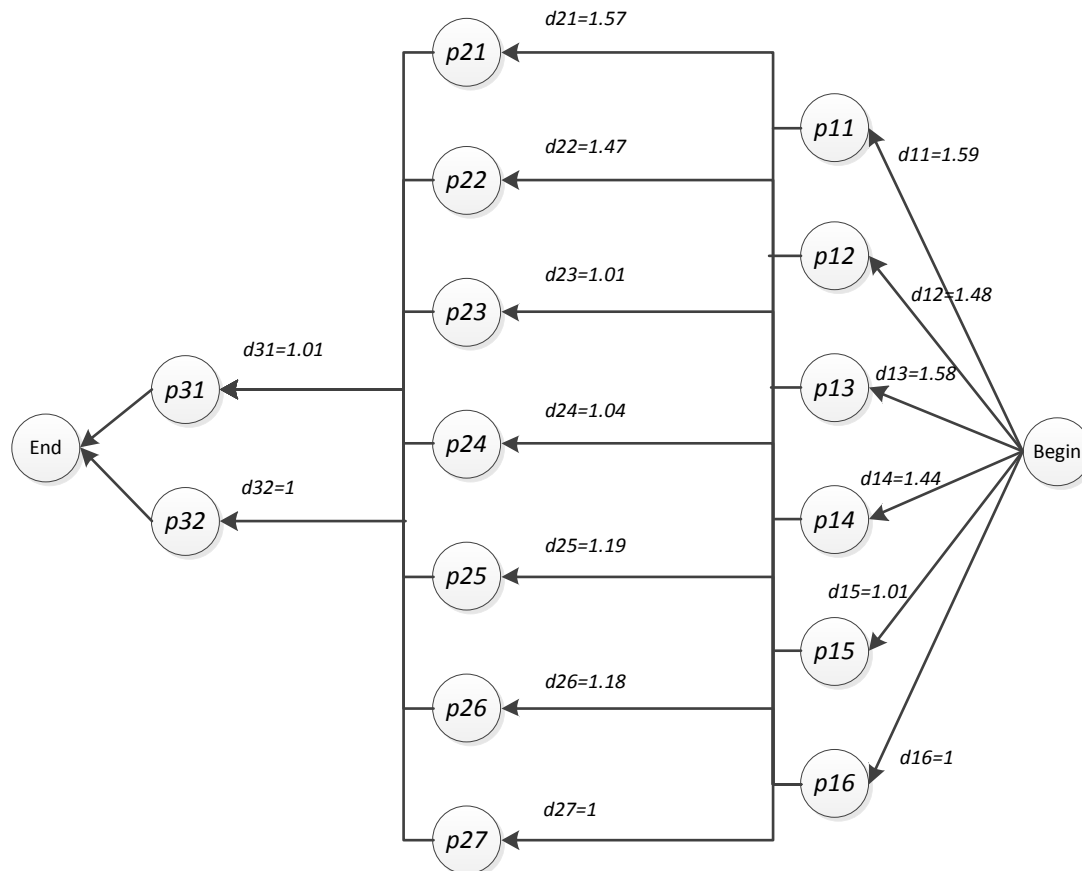 d21=1.57
p21
p11
d11=1.59
d22=1.47
p22
p12
d23=1.01
d12=1.48
p23
d31=1.01
d13=1.58
p31
p13
d24=1.04
End
p24
Begin
d32=1
d14=1.44
p32
p14
d25=1.19
p25
d15=1.01
p15
d26=1.18
p26
d16=1
p16
d27=1
p27